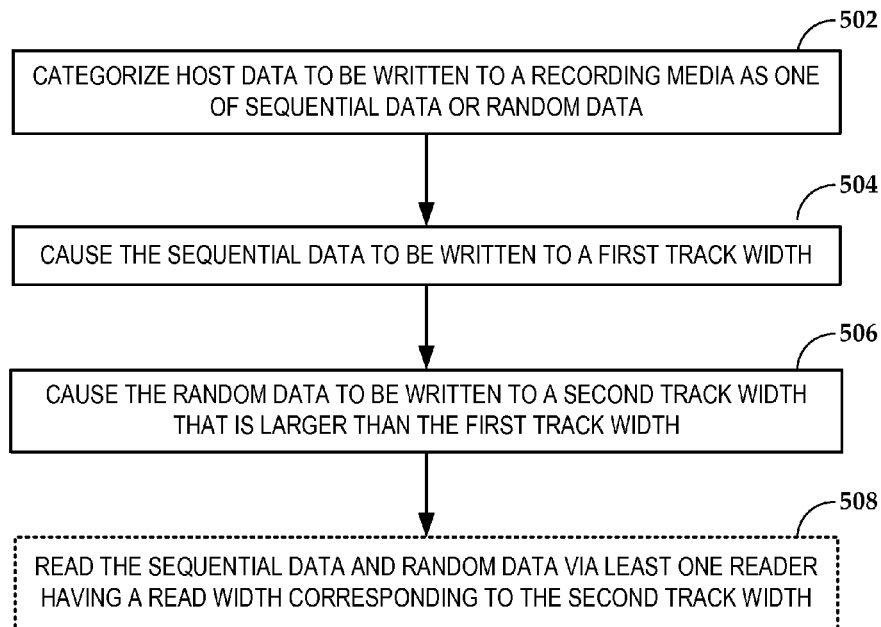 502
CATEGORIZE HOST DATA TO BE WRITTEN TO A RECORDING MEDIA AS ONE
OF SEQUENTIAL DATA OR RANDOM DATA
504
CAUSE THE SEQUENTIAL DATA TO BE WRITTEN TO A FIRST TRACK WIDTH
506
CAUSE THE RANDOM DATA TO BE WRITTEN TO A SECOND TRACK WIDTH
THAT IS LARGER THAN THE FIRST TRACK WIDTH
508
READ THE SEQUENTIAL DATA AND RANDOM DATA VIA LEAST ONE READER
HAVING A READ WIDTH CORRESPONDING TO THE SECOND TRACK WIDTH